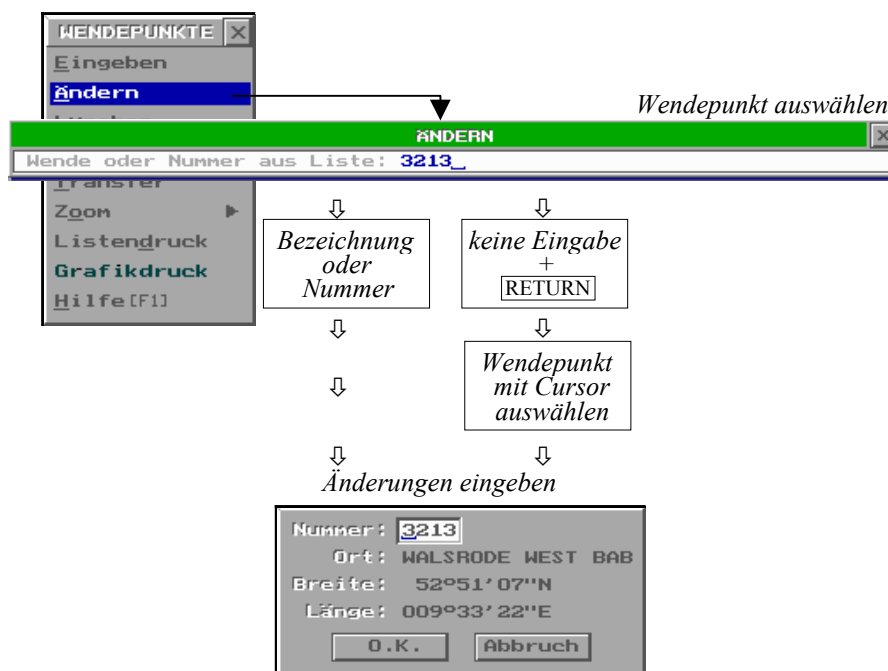 WENDEPUNKTE
Eingeben
Ändern
Wendepunkt auswählen
ÄNDERN
Wende oder Nummer aus Liste: 3213_
Transfer
Zoom
Listendruck
Grafikdruck
Hilfe[F1]
Bezeichnung
oder
Nummer
keine Eingabe
+
RETURN
Wendepunkt
mit Cursor
auswählen
Änderungen eingeben
Nummer: 3213
Ort: WALSRODE WEST BAB
Breite: 52°51'07"N
Länge: 009°33'22"E
O.K. Abbruch